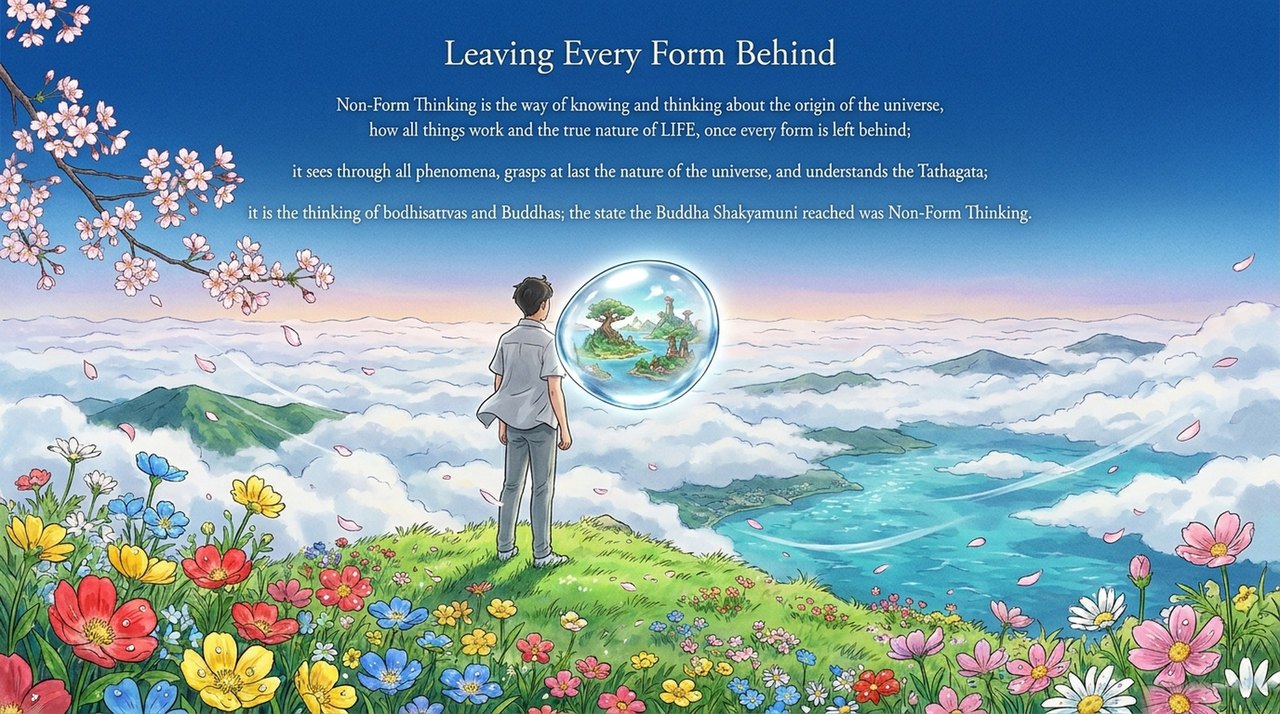 Leaving Every Form Behind
Non-Form Thinking is the way of knowing and thinking about the origin of the universe,
how all things work and the true nature of LIFE, once every form is left behind;
it sees through all phenomena, grasps at last the nature of the universe, and understands the Tathagata;
it is the thinking of bodhisattvas and Buddhas; the state the Buddha Shakyamuni reached was Non-Form Thinking.